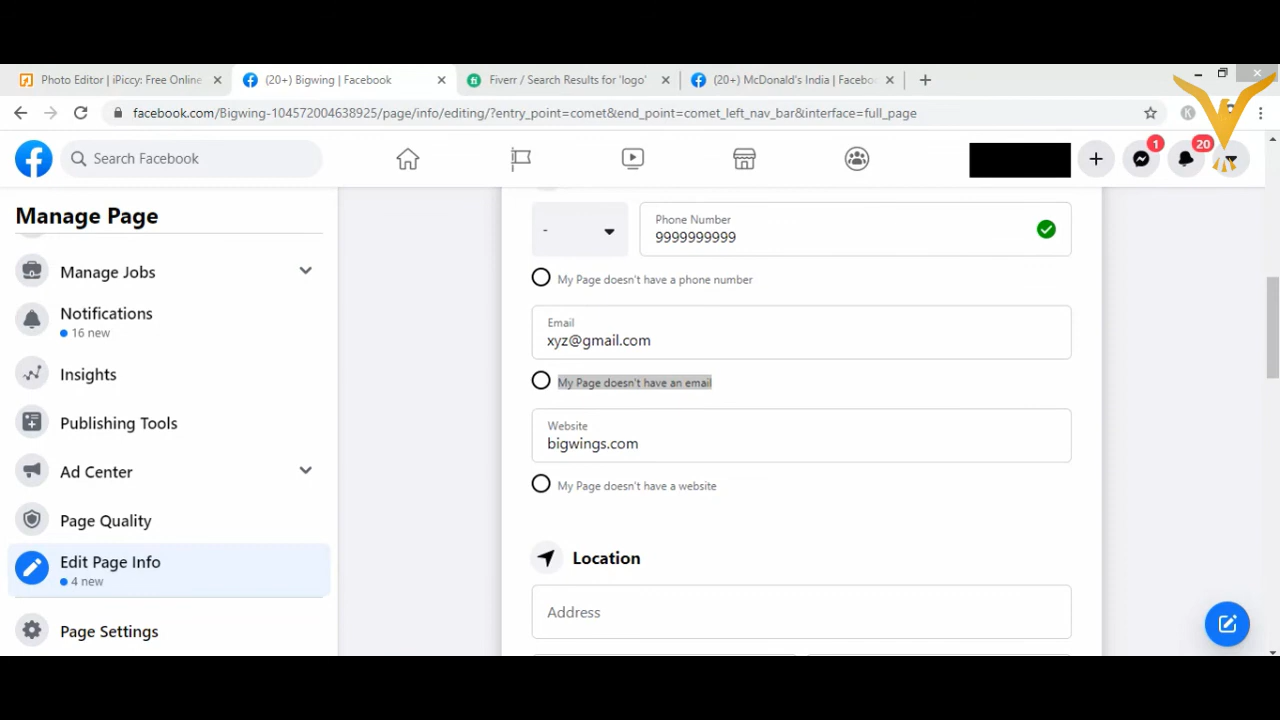 Photo Editor | iPiccy: Free Online
(20+) Bigwing | Facebook
Fiverr / Search Results for 'logo'
(20+) McDonald's India | Facebo
facebook.com/Bigwing-104572004638925/page/info/editing/?entry_point=comet&end_point=comet_left_nav_bar&interface=full_page
K
Search Facebook
1
20
Manage Page
Manage Jobs
Notifications
16 new
Insights
Publishing Tools
Ad Center
Page Quality
Edit Page Info
4 new
Page Settings
-
Phone Number
9999999999
My Page doesn't have a phone number
Email
xyz@gmail.com
My Page doesn't have an email
Website
bigwings.com
My Page doesn't have a website
Location
Address